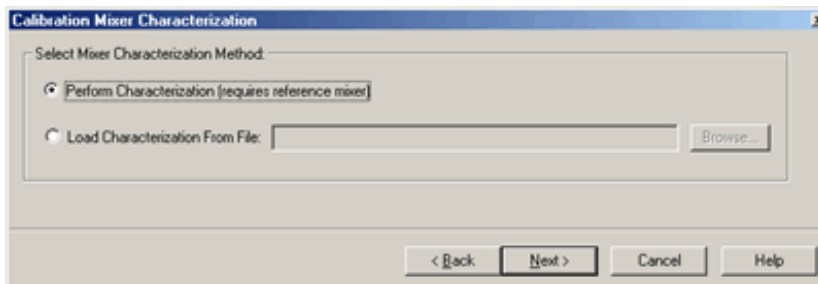 Calibration Mixer Characterization
Select Mixer Characterization Method:
Perform Characterization (requires reference mixer)
Load Characterization From File:
Browse...
< Back
Next >
Cancel
Help